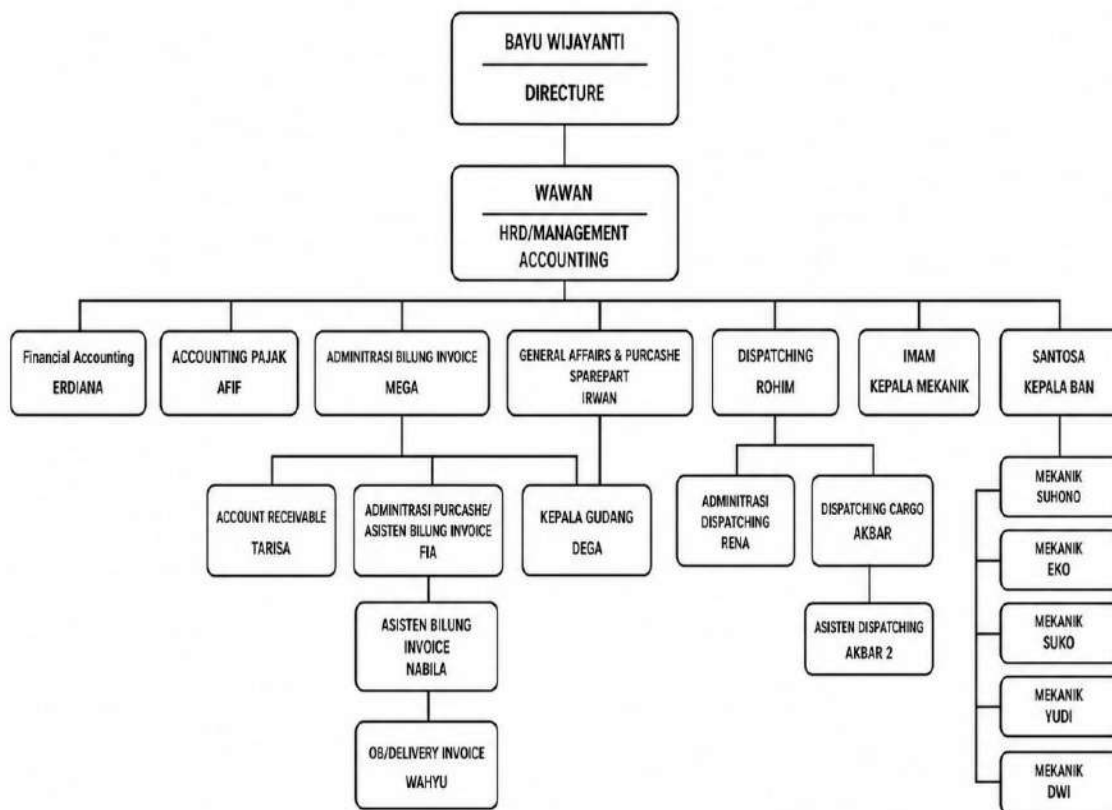 BAYU WIJAYANTI
DIRECTURE
WAWAN
HRD/MANAGEMENT
ACCOUNTING
Financial Accounting
ERDIANA
ACCOUNTING PAJAK
AFIF
ADMINITRASI BILUNG INVOICE
MEGA
GENERAL AFFAIRS & PURCASHE
SPAREPART
IRWAN
DISPATCHING
ROHIM
IMAM
KEPALA MEKANIK
SANTOSA
KEPALA BAN
ACCOUNT RECEIVABLE
TARISA
ADMINITRASI PURCASHE/
ASISTEN BILUNG INVOICE
FIA
KEPALA GUDANG
DEGA
ADMINITRASI
DISPATCHING
RENA
DISPATCHING CARGO
AKBAR
MEKANIK
SUHONO
MEKANIK
EKO
ASISTEN BILUNG
INVOICE
NABILA
ASISTEN DISPATCHING
AKBAR 2
MEKANIK
SUKO
MEKANIK
YUDI
OB/DELIVERY INVOICE
WAHYU
MEKANIK
DWI